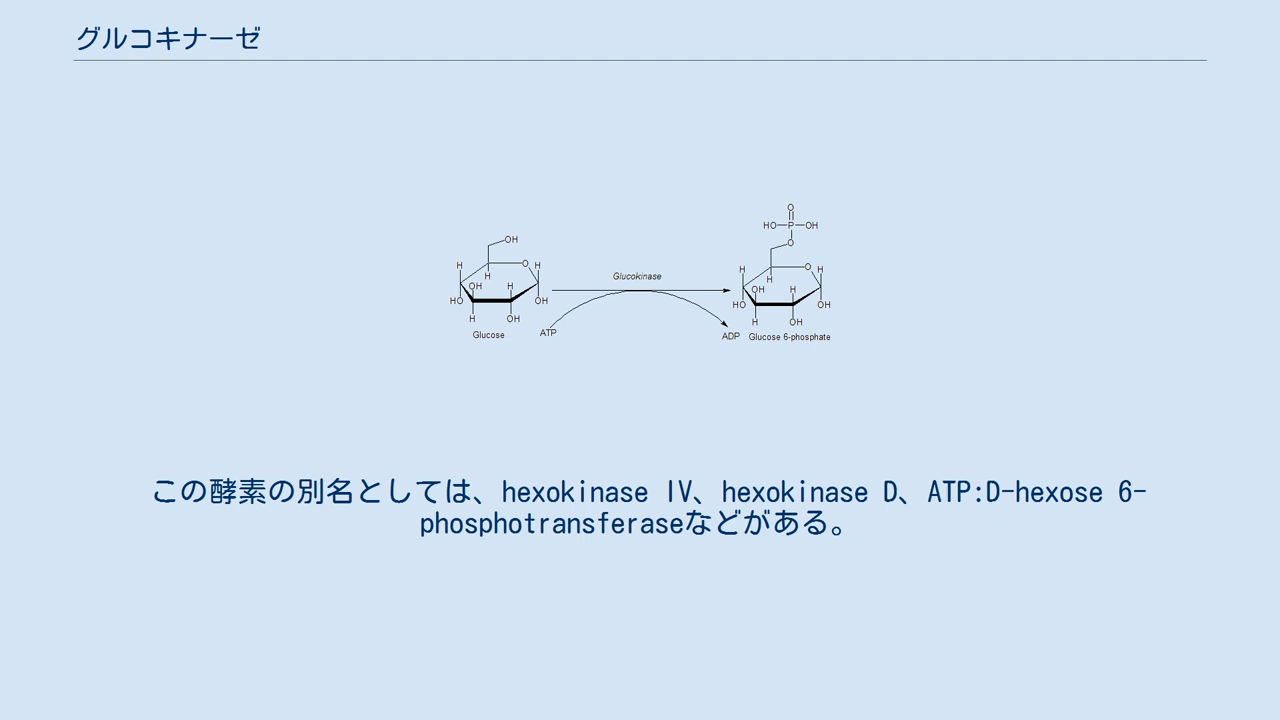 グルコキナーゼ
O
HO P OH
OH O
H O H H O H
H H
OH H OH H
HO OH HO OH
H OH H OH
Glucokinase
ATP ADP
Glucose Glucose 6-phosphate
この酵素の別名としては、hexokinase IV、hexokinase D、ATP:D-hexose 6-
phosphotransferaseなどがある。